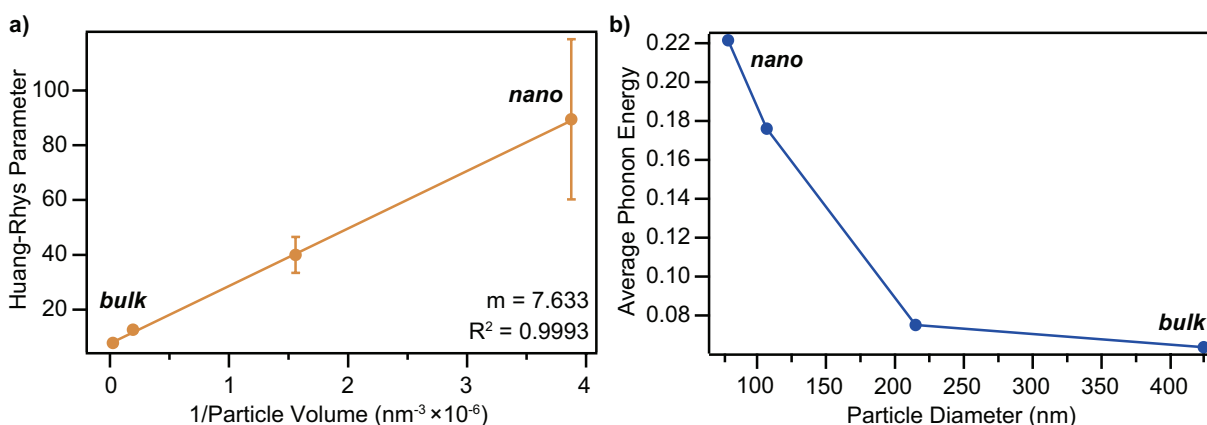 a)
Huang-Rhys Parameter
100
80
60
40
20
nano
bulk
m = 7.633
R² = 0.9993
0
1
2
3
4
1/Particle Volume (nm⁻³ ×10⁻⁶)
b)
Average Phonon Energy
0.22
0.20
0.18
0.16
0.14
0.12
0.10
0.08
nano
bulk
100
150
200
250
300
350
400
Particle Diameter (nm)